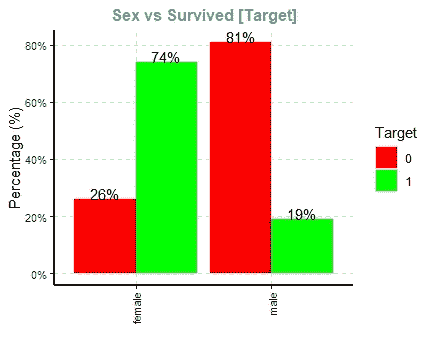 Sex vs Survived [Target]
Percentage (%)
80%
60%
40%
20%
0%
26%
74%
81%
19%
female
male
Target
0
1